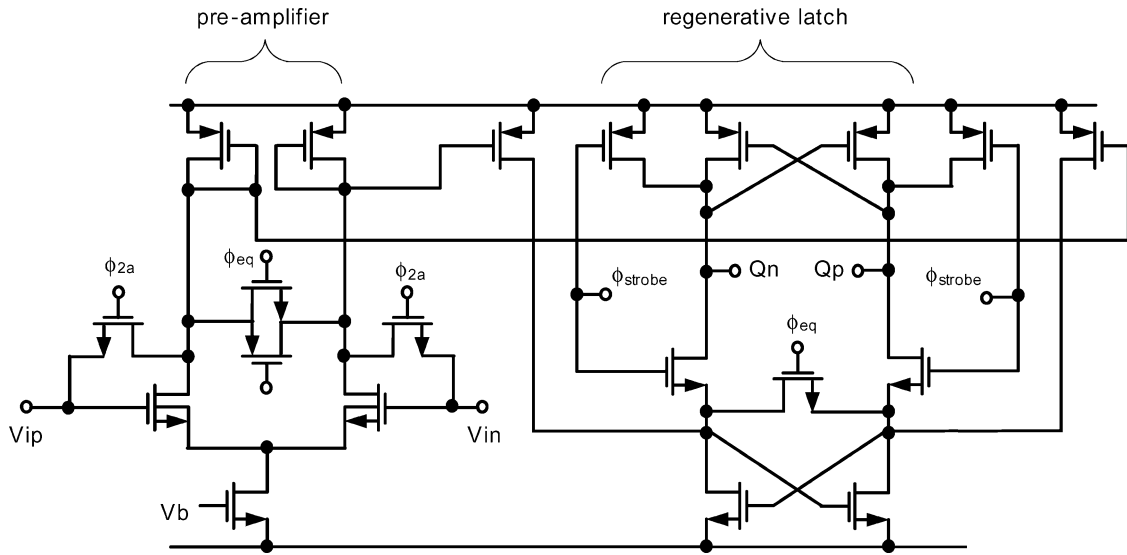 pre-amplifier
regenerative latch
ϕ2a
ϕeq
ϕ2a
Qn
Qp
ϕstrobe
ϕstrobe
ϕeq
Vip
Vin
Vb